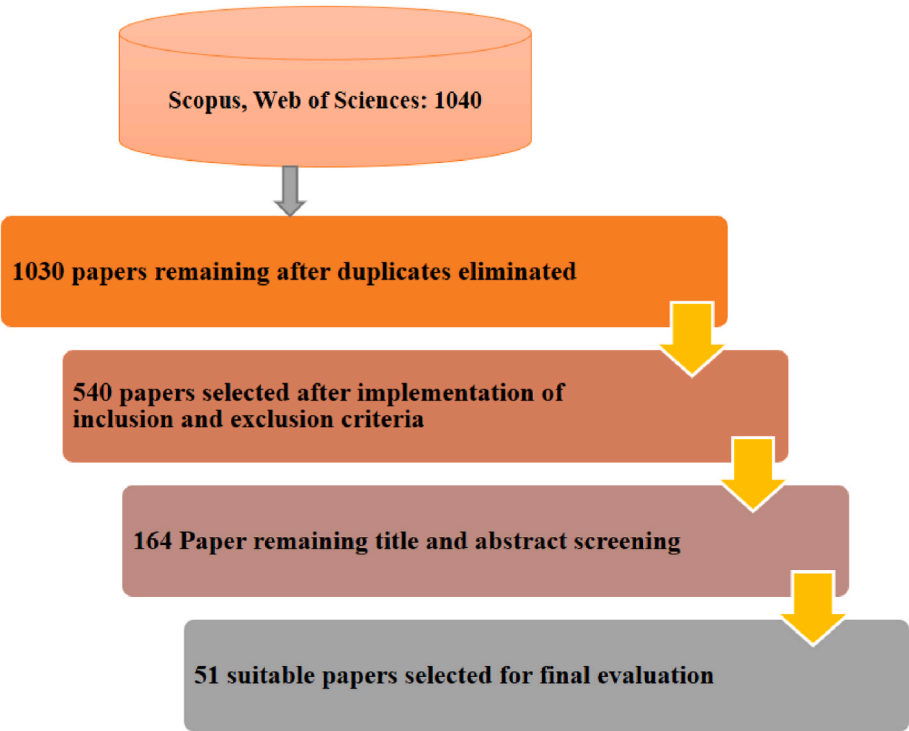 Scopus, Web of Sciences: 1040
1030 papers remaining after duplicates eliminated
540 papers selected after implementation of
inclusion and exclusion criteria
164 Paper remaining title and abstract screening
51 suitable papers selected for final evaluation